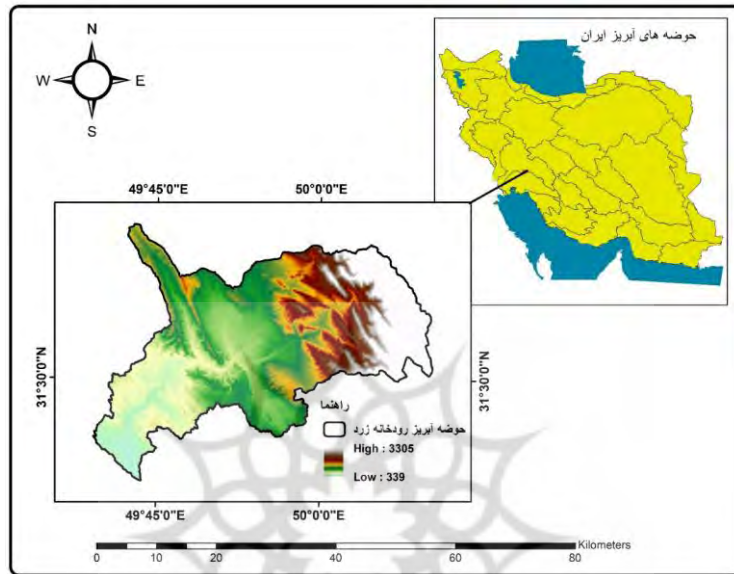 حوضه های آبریز ایران
N
W E
S
49°45'0"E 50°0'0"E
31°30'0"N
31°30'0"N
راهنما
حوضه آبریز رودخانه زرد
High : 3305
Low : 339
49°45'0"E 50°0'0"E
Kilometers
0 10 20 40 60 80